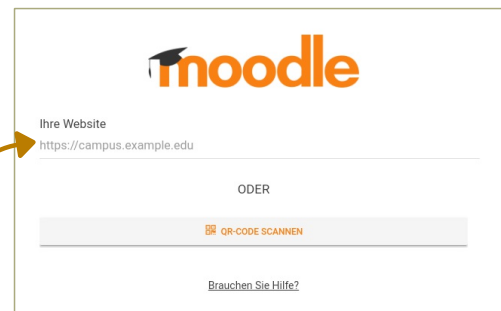 moodle
Ihre Website
https://campus.example.edu
ODER
QR-CODE SCANNEN
Brauchen Sie Hilfe?